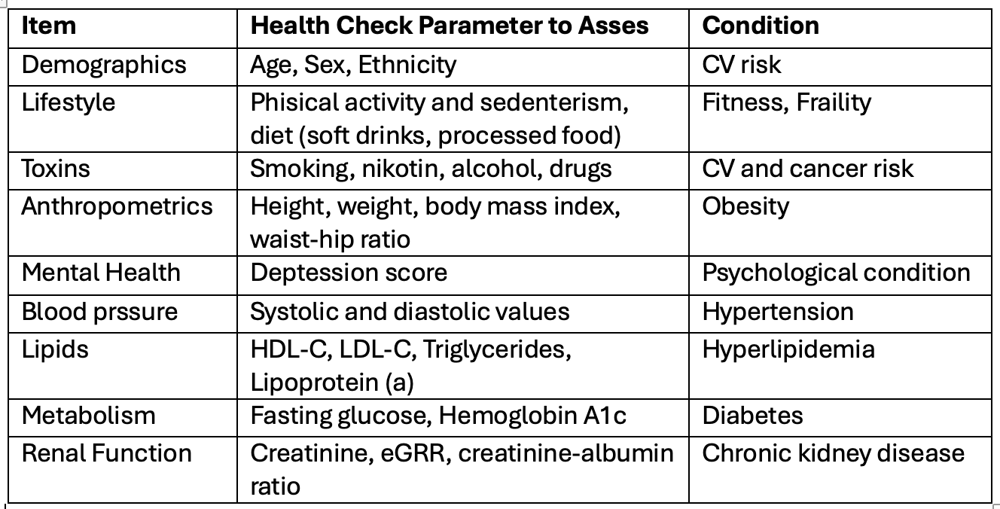 Item Health Check Parameter to Asses Condition
Demographics Age, Sex, Ethnicity CV risk
Lifestyle Phisical activity and sedenterism, Fitness, Fraility
diet (soft drinks, processed food)
Toxins Smoking, nikotin, alcohol, drugs CV and cancer risk
Anthropometrics Height, weight, body mass index, Obesity
waist-hip ratio
Mental Health Deptession score Psychological condition
Blood prssure Systolic and diastolic values Hypertension
Lipids HDL-C, LDL-C, Triglycerides, Hyperlipidemia
Lipoprotein (a)
Metabolism Fasting glucose, Hemoglobin A1c Diabetes
Renal Function Creatinine, eGRR, creatinine-albumin Chronic kidney disease
ratio